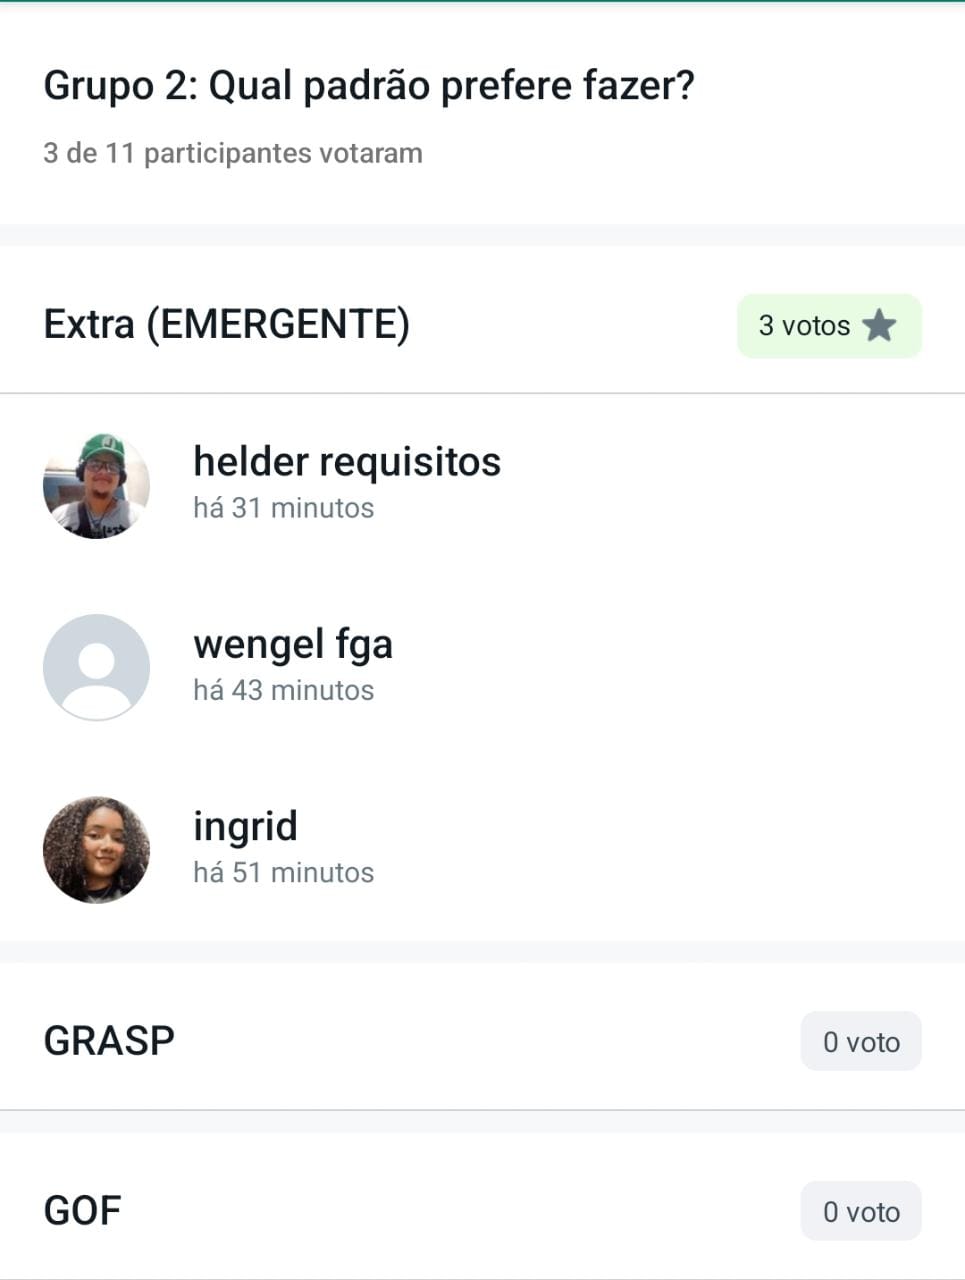 Grupo 2: Qual padrão prefere fazer?
3 de 11 participantes votaram
Extra (EMERGENTE)
3 votos
helder requisitos
há 31 minutos
wengel fga
há 43 minutos
ingrid
há 51 minutos
GRASP
0 voto
GOF
0 voto